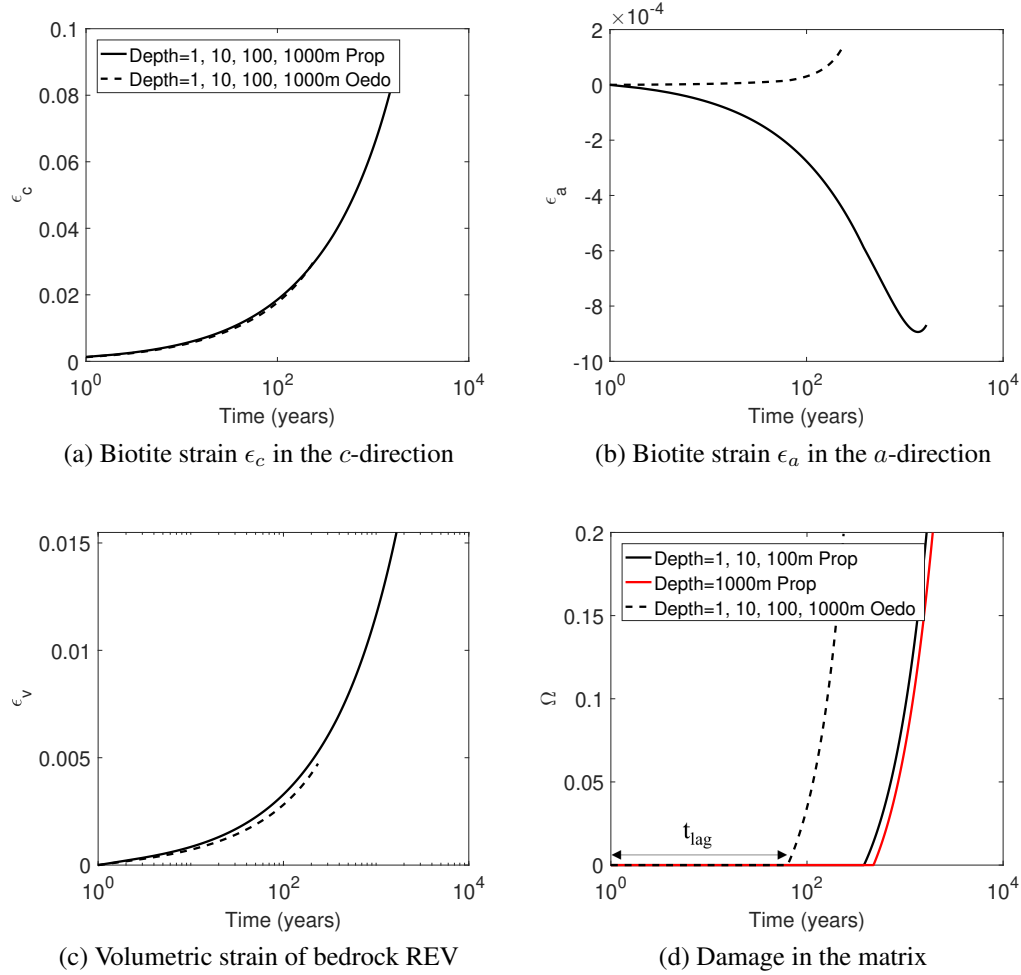 0.1
0.08
0.06
0.04
0.02
0
ϵc
Depth=1, 10, 100, 1000m Prop
Depth=1, 10, 100, 1000m Oedo
10^0 10^2 10^4
Time (years)
(a) Biotite strain ϵc in the c-direction
×10^-4
2
0
-2
-4
-6
-8
-10
ϵa
10^0 10^2 10^4
Time (years)
(b) Biotite strain ϵa in the a-direction
0.015
0.01
0.005
0
ϵv
10^0 10^2 10^4
Time (years)
(c) Volumetric strain of bedrock REV
0.2
0.15
0.1
0.05
0
Ω
Depth=1, 10, 100m Prop
Depth=1000m Prop
Depth=1, 10, 100, 1000m Oedo
tlag
10^0 10^2 10^4
Time (years)
(d) Damage in the matrix